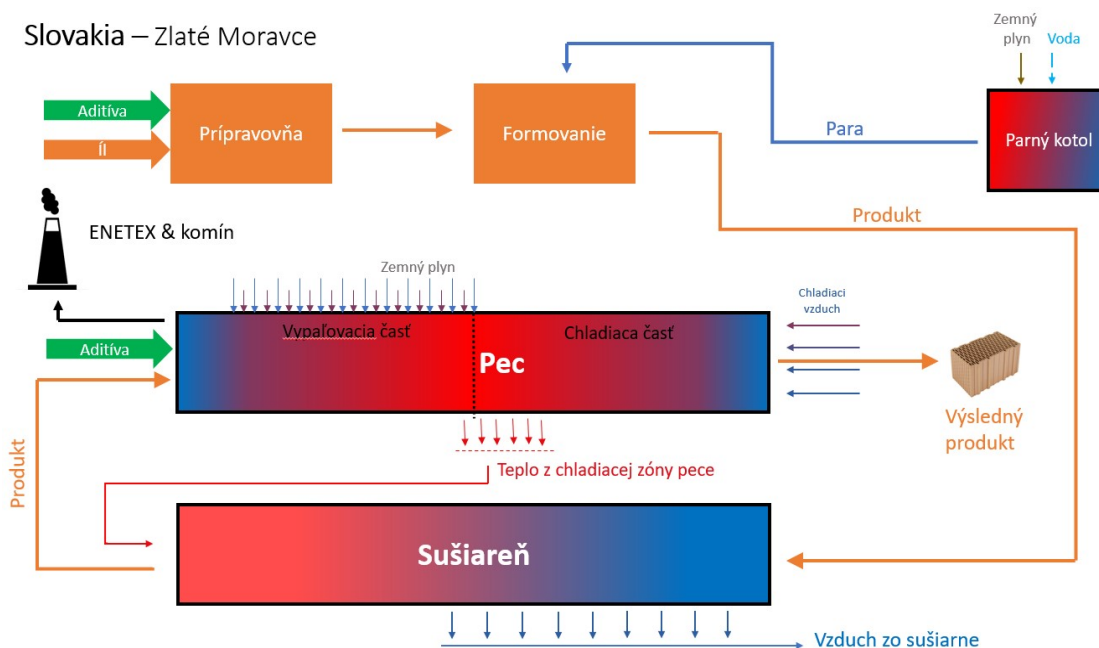 Slovakia – Zlaté Moravce
Zemný
plyn
Voda
Aditíva
Íl
Prípravovňa
Formovanie
Para
Parný kotol
Produkt
ENETEX & komín
Zemný plyn
Chladiaci
vzduch
Vypaľovacia časť
Chladiaca časť
Aditíva
Pec
Výsledný
produkt
Teplo z chladiacej zóny pece
Produkt
Sušiareň
Vzduch zo sušiarne